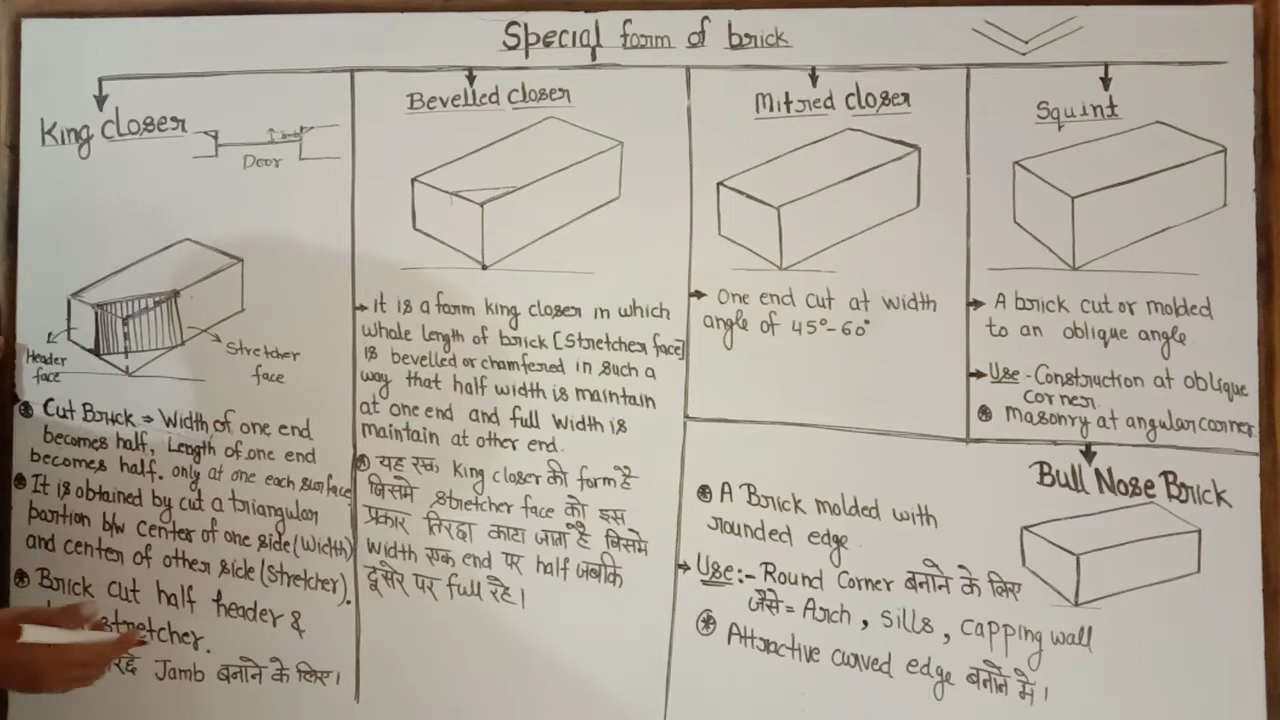 Special form of brick
King closer
Door
Header
face
Stretcher
face
Cut Brick ⇒ Width of one end
becomes half, Length of one end
becomes half. only at one each surface
It is obtained by cut a triangular
portion b/w center of one side (Width)
and center of other side (Stretcher).
Brick cut half header &
stretcher.
Jamb बनाने के लिए।
Bevelled closer
→ it is a form king closer in which
whole length of brick [Stretcher face]
is bevelled or chamfered in such a
way that half width is maintain
at one end and full width is
maintain at other end.
यह एक King closer की form है
जिसमे stretcher face को इस
प्रकार तिरछा काटा जाता है जिसमे
width एक end पर half जबकि
दूसरे पर full रहे।
Mitred closer
→ One end cut at width
angle of 45°-60°
Squint
→ A brick cut or molded
to an oblique angle.
→ Use - Construction at oblique
corner.
masonry at angular corner
Bull Nose Brick
A Brick molded with
rounded edge.
→ Use :- Round Corner बनाने के लिए
जैसे = Arch, sills, capping wall
Attractive curved edge बनाने मे।